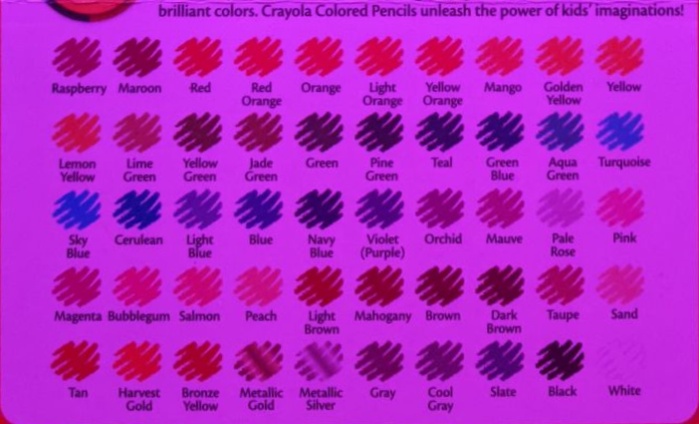 brilliant colors. Crayola Colored Pencils unleash the power of kids' imaginations!
Raspberry Maroon Red Red Orange Orange Light Orange Yellow Orange Mango Golden Yellow Yellow
Lemon Yellow Lime Green Yellow Green Jade Green Green Pine Green Teal Green Blue Aqua Green Turquoise
Sky Blue Cerulean Light Blue Blue Navy Blue Violet (Purple) Orchid Mauve Pale Rose Pink
Magenta Bubblegum Salmon Peach Light Brown Mahogany Brown Dark Brown Taupe Sand
Tan Harvest Gold Bronze Yellow Metallic Gold Metallic Silver Gray Cool Gray Slate Black White